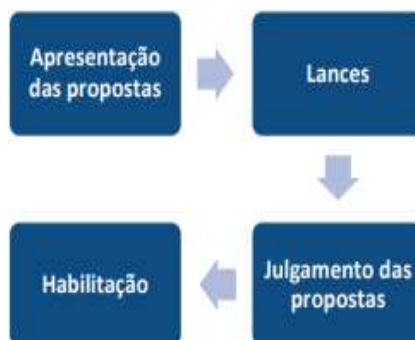 Apresentação
das propostas
Lances
Julgamento das
propostas
Habilitação